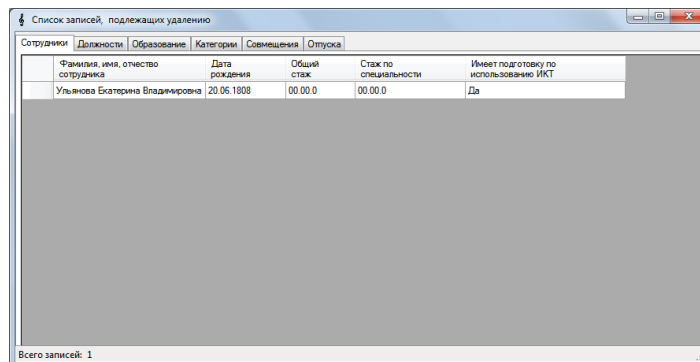 Список записей, подлежащих удалению
Сотрудники Должности Образование Категории Совмещения Отпуска
Фамилия, имя, отчество сотрудника Дата рождения Общий стаж Стаж по специальности Имеет подготовку по использованию ИКТ
Ульянова Екатерина Владимировна 20.06.1808 00.00.0 00.00.0 Да
Всего записей: 1